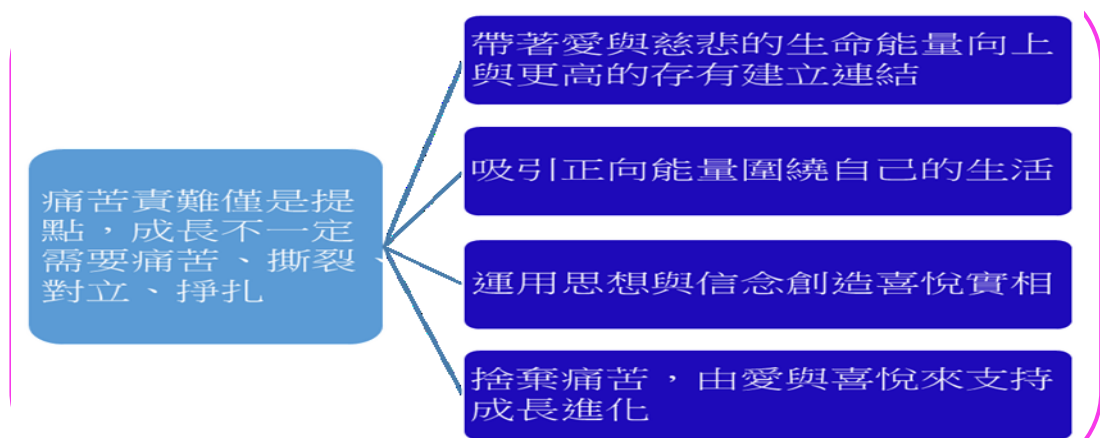 痛苦責難僅是提
點，成長不一定
需要痛苦、撕裂、
對立、掙扎
帶著愛與慈悲的生命能量向上
與更高的存有建立連結
吸引正向能量圍繞自己的生活
運用思想與信念創造喜悅實相
捨棄痛苦，由愛與喜悅來支持
成長進化